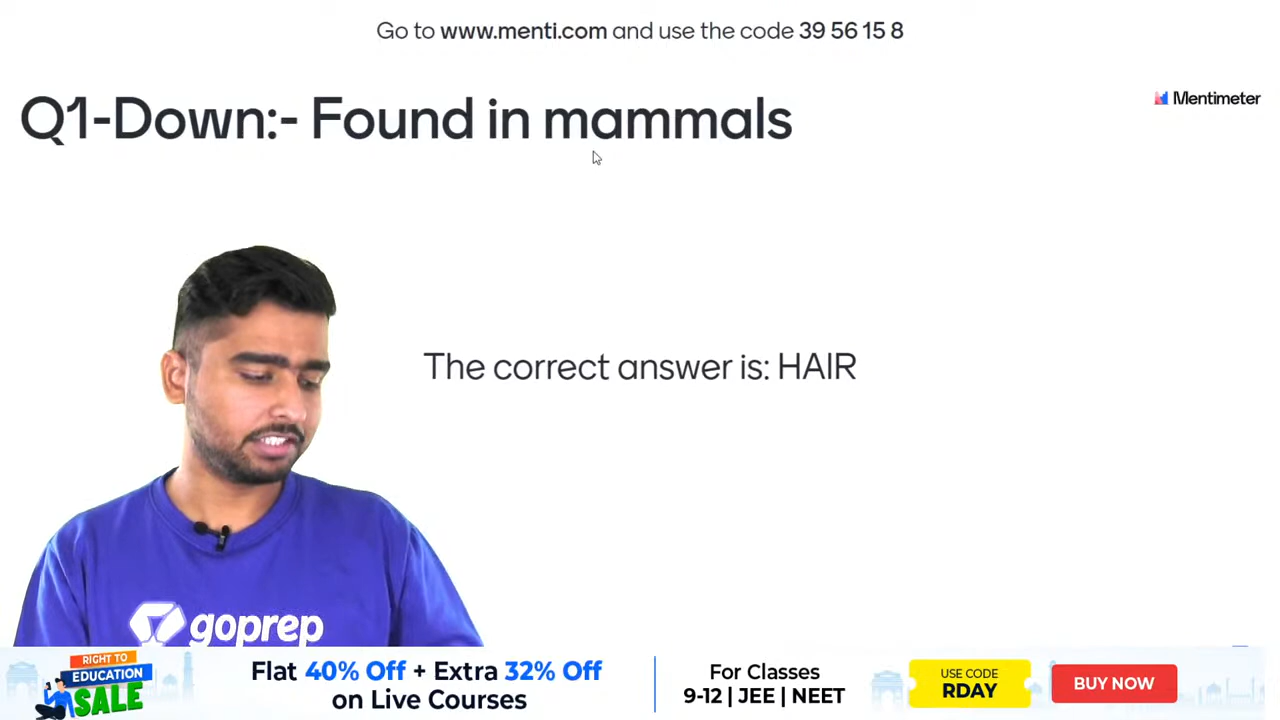 Go to www.menti.com and use the code 39 56 15 8
Mentimeter
Q1-Down:- Found in mammals
The correct answer is: HAIR
goprep
RIGHT TO
EDUCATION
SALE
Flat 40% Off + Extra 32% Off
on Live Courses
For Classes
9-12 | JEE | NEET
USE CODE
RDAY
BUY NOW